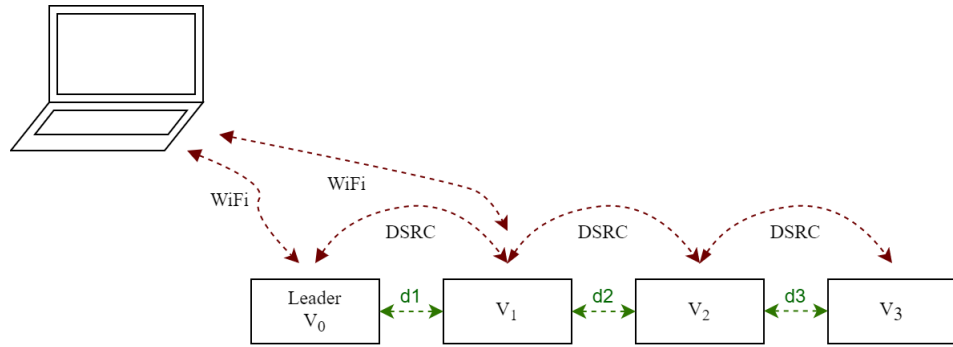 WiFi
WiFi
DSRC
DSRC
DSRC
d1
d2
d3
Leader
V₀
V₁
V₂
V₃